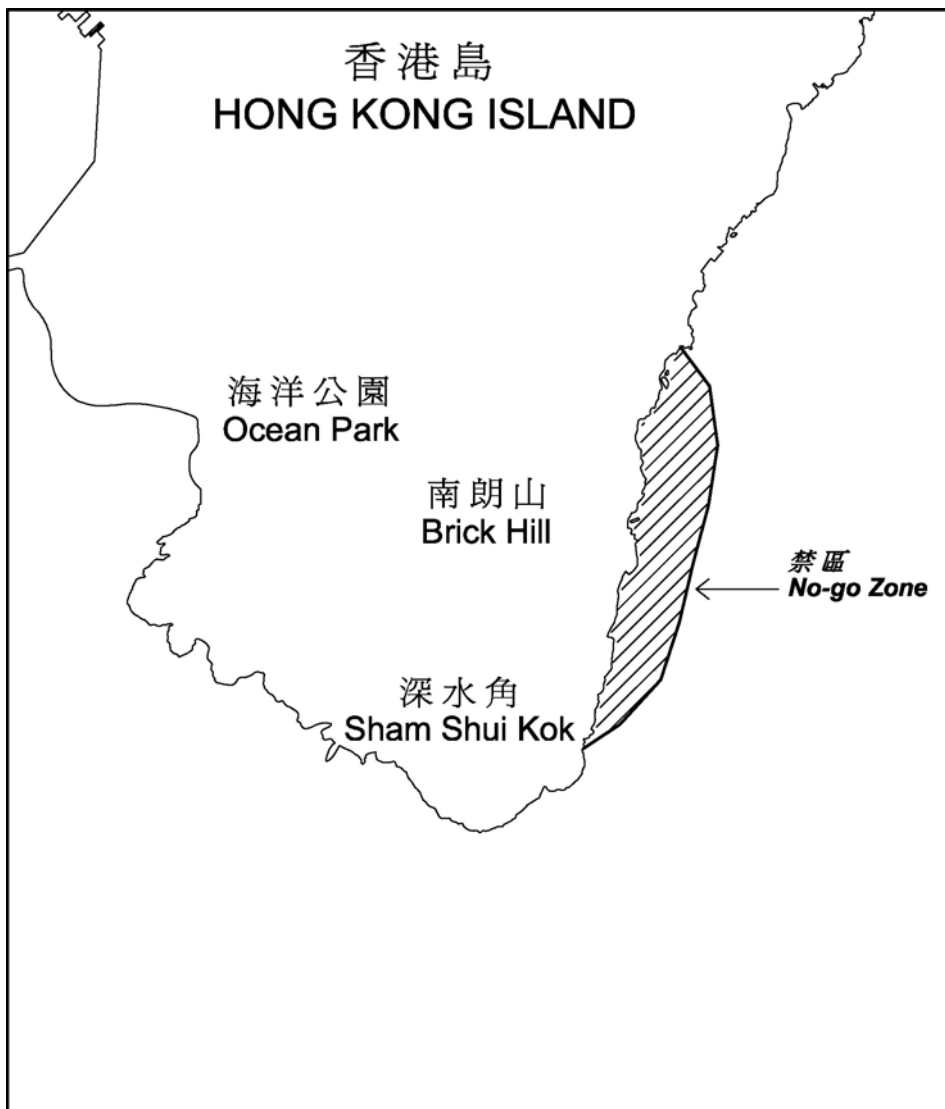 香港島
HONG KONG ISLAND
海洋公園
Ocean Park
南朗山
Brick Hill
禁區
No-go Zone
深水角
Sham Shui Kok